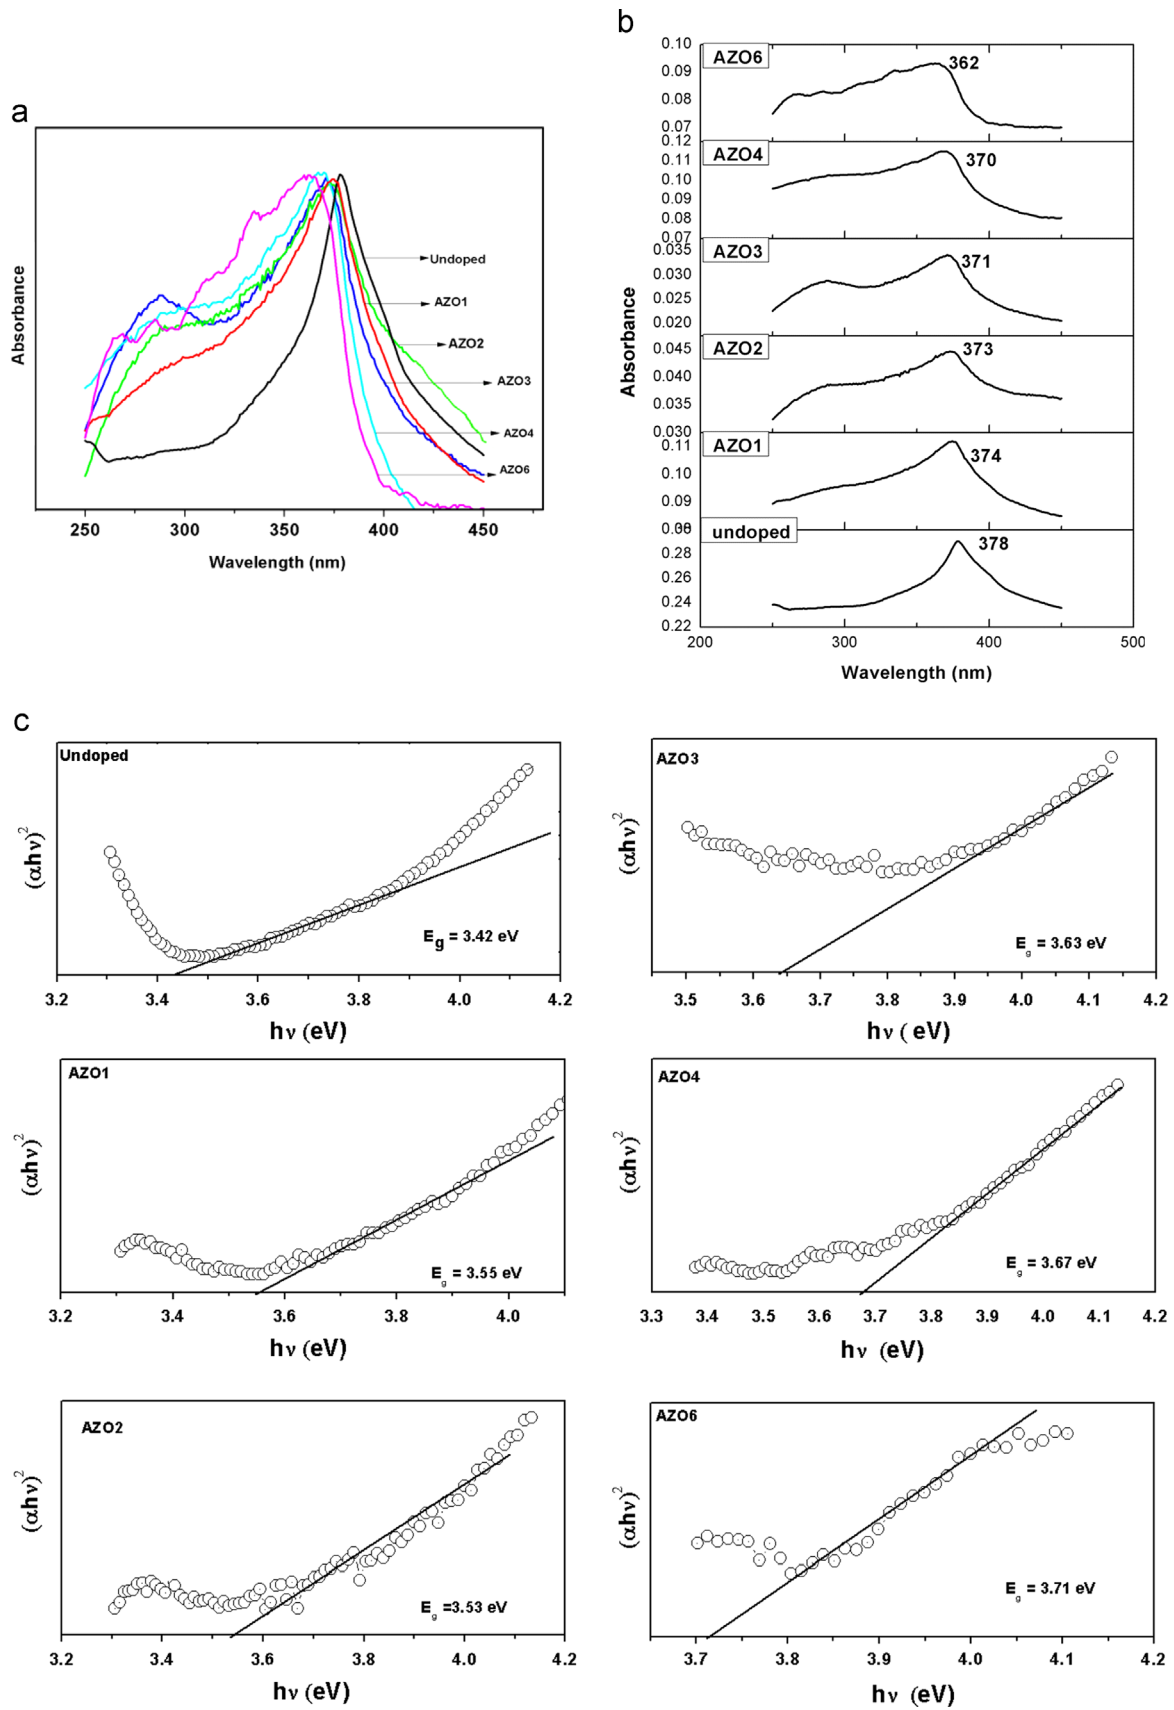 a
Absorbance
Undoped
AZO1
AZO2
AZO3
AZO4
AZO6
250 300 350 400 450
Wavelength (nm)
b
Absorbance
AZO6
362
0.10
0.09
0.08
0.07
AZO4
370
0.12
0.11
0.10
0.09
0.08
0.07
AZO3
371
0.035
0.030
0.025
0.020
AZO2
373
0.045
0.040
0.035
0.030
AZO1
374
0.11
0.10
0.09
undoped
378
0.28
0.26
0.24
0.22
200 300 400 500
Wavelength (nm)
c
Undoped
(αhν)2
Eg = 3.42 eV
3.2 3.4 3.6 3.8 4.0 4.2
hν (eV)
AZO3
(αhν)2
Eg = 3.63 eV
3.5 3.6 3.7 3.8 3.9 4.0 4.1 4.2
hν ( eV)
AZO1
(αhν)2
Eg = 3.55 eV
3.2 3.4 3.6 3.8 4.0
hν (eV)
AZO4
(αhν)2
Eg = 3.67 eV
3.3 3.4 3.5 3.6 3.7 3.8 3.9 4.0 4.1 4.2
hν (eV)
AZO2
(αhν)2
Eg =3.53 eV
3.2 3.4 3.6 3.8 4.0 4.2
hν (eV)
AZO6
(αhν)2
Eg = 3.71 eV
3.7 3.8 3.9 4.0 4.1 4.2
hν (eV)